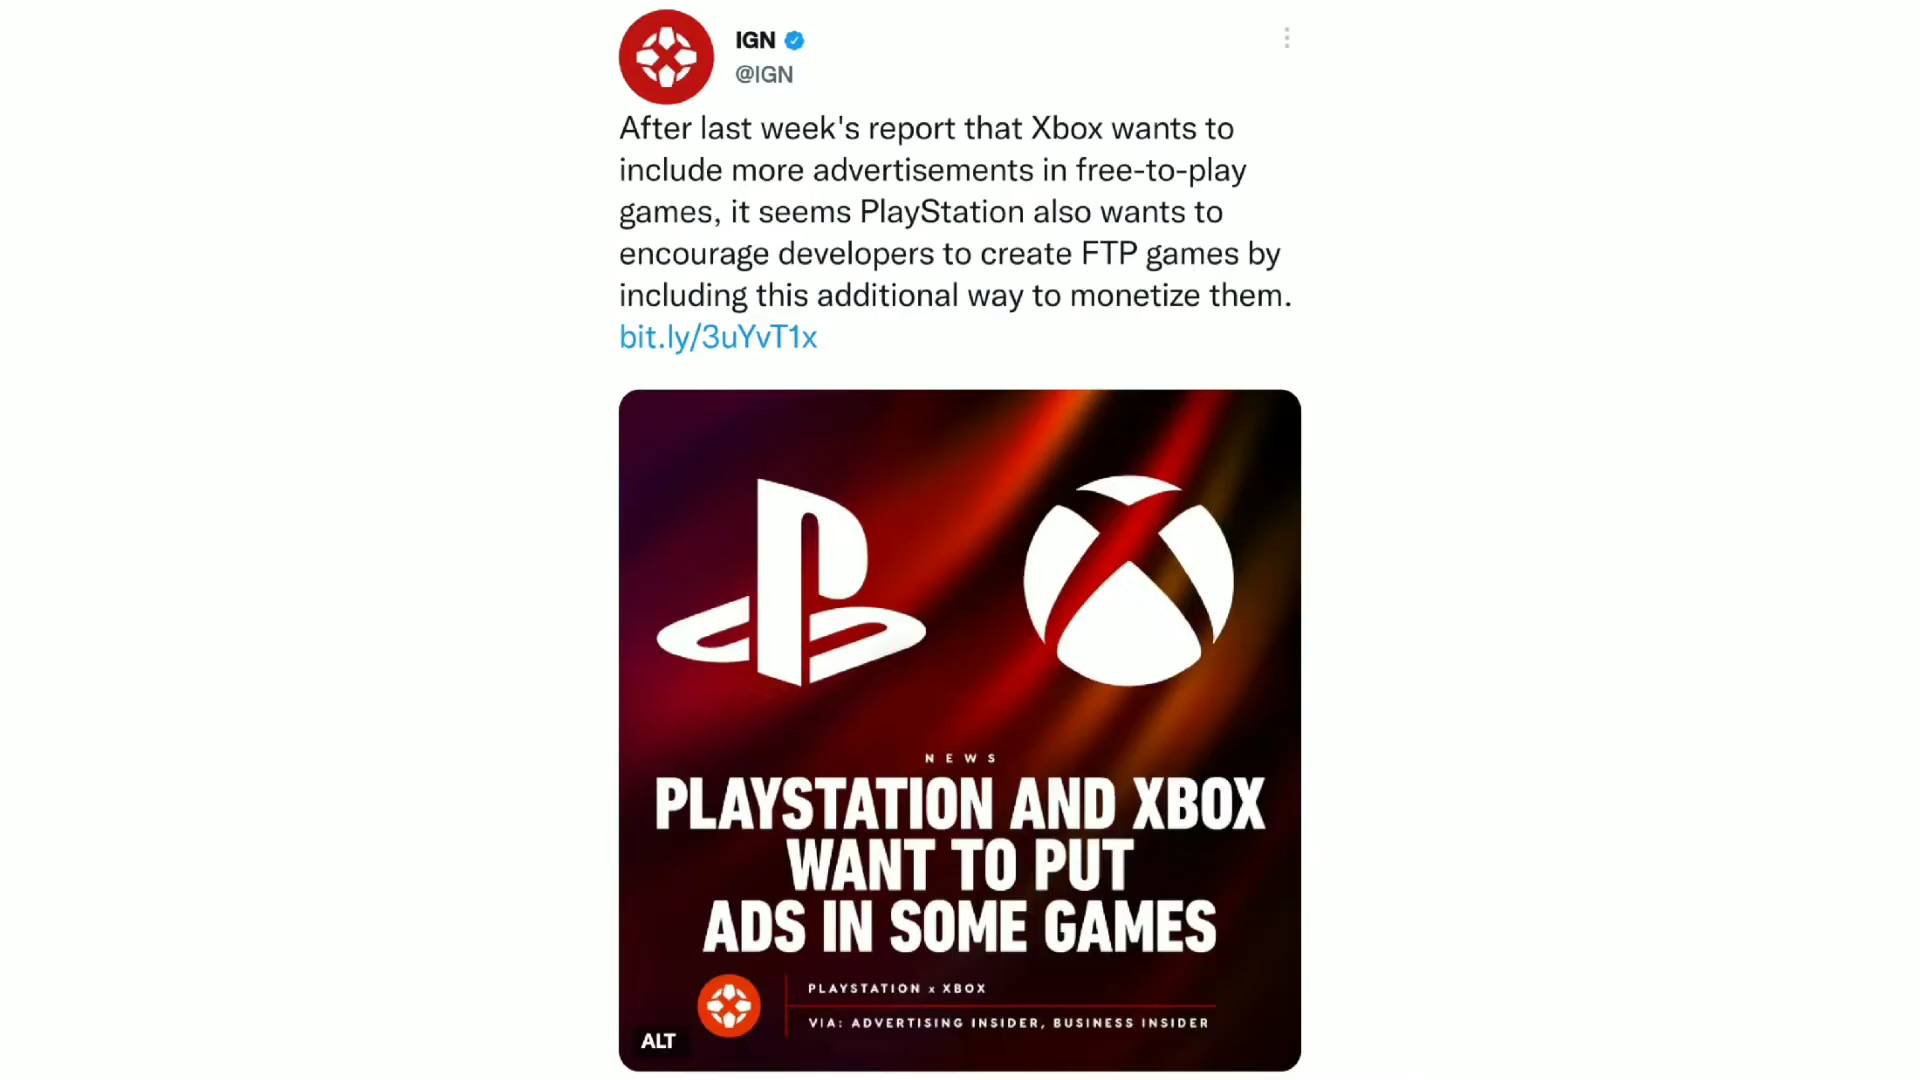 IGN
@IGN
After last week's report that Xbox wants to
include more advertisements in free-to-play
games, it seems PlayStation also wants to
encourage developers to create FTP games by
including this additional way to monetize them.
bit.ly/3uYvT1x
NEWS
PLAYSTATION AND XBOX
WANT TO PUT
ADS IN SOME GAMES
PLAYSTATION x XBOX
VIA: ADVERTISING INSIDER, BUSINESS INSIDER
ALT